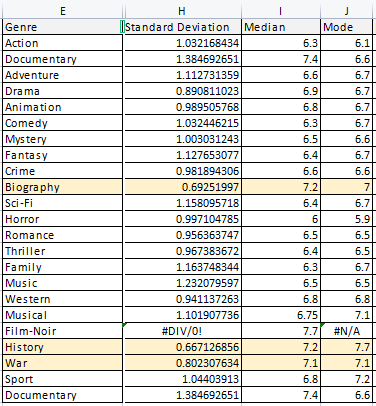 E H I J
Genre Standard Deviation Median Mode
Action 1.032168434 6.3 6.1
Documentary 1.384692651 7.4 6.6
Adventure 1.112731359 6.6 6.7
Drama 0.890811023 6.9 6.7
Animation 0.989505768 6.8 6.7
Comedy 1.032446215 6.3 6.7
Mystery 1.003031243 6.5 6.6
Fantasy 1.127653077 6.4 6.7
Crime 0.981894306 6.6 6.6
Biography 0.69251997 7.2 7
Sci-Fi 1.158095718 6.4 6.7
Horror 0.997104785 6 5.9
Romance 0.956363747 6.5 6.5
Thriller 0.967383672 6.4 6.5
Family 1.163748344 6.3 6.7
Music 1.232079597 6.5 6.5
Western 0.941137263 6.8 6.8
Musical 1.101907736 6.75 7.1
Film-Noir #DIV/0! 7.7 #N/A
History 0.667126856 7.2 7.7
War 0.802307634 7.1 7.1
Sport 1.04403913 6.8 7.2
Documentary 1.384692651 7.4 6.6